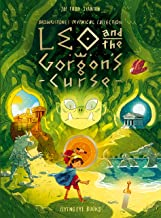 JOE TODD-STANTON
BROWNSTONE'S MYTHICAL COLLECTION
LEO
and the
GORGON'S
CURSE
FLYING EYE BOOKS